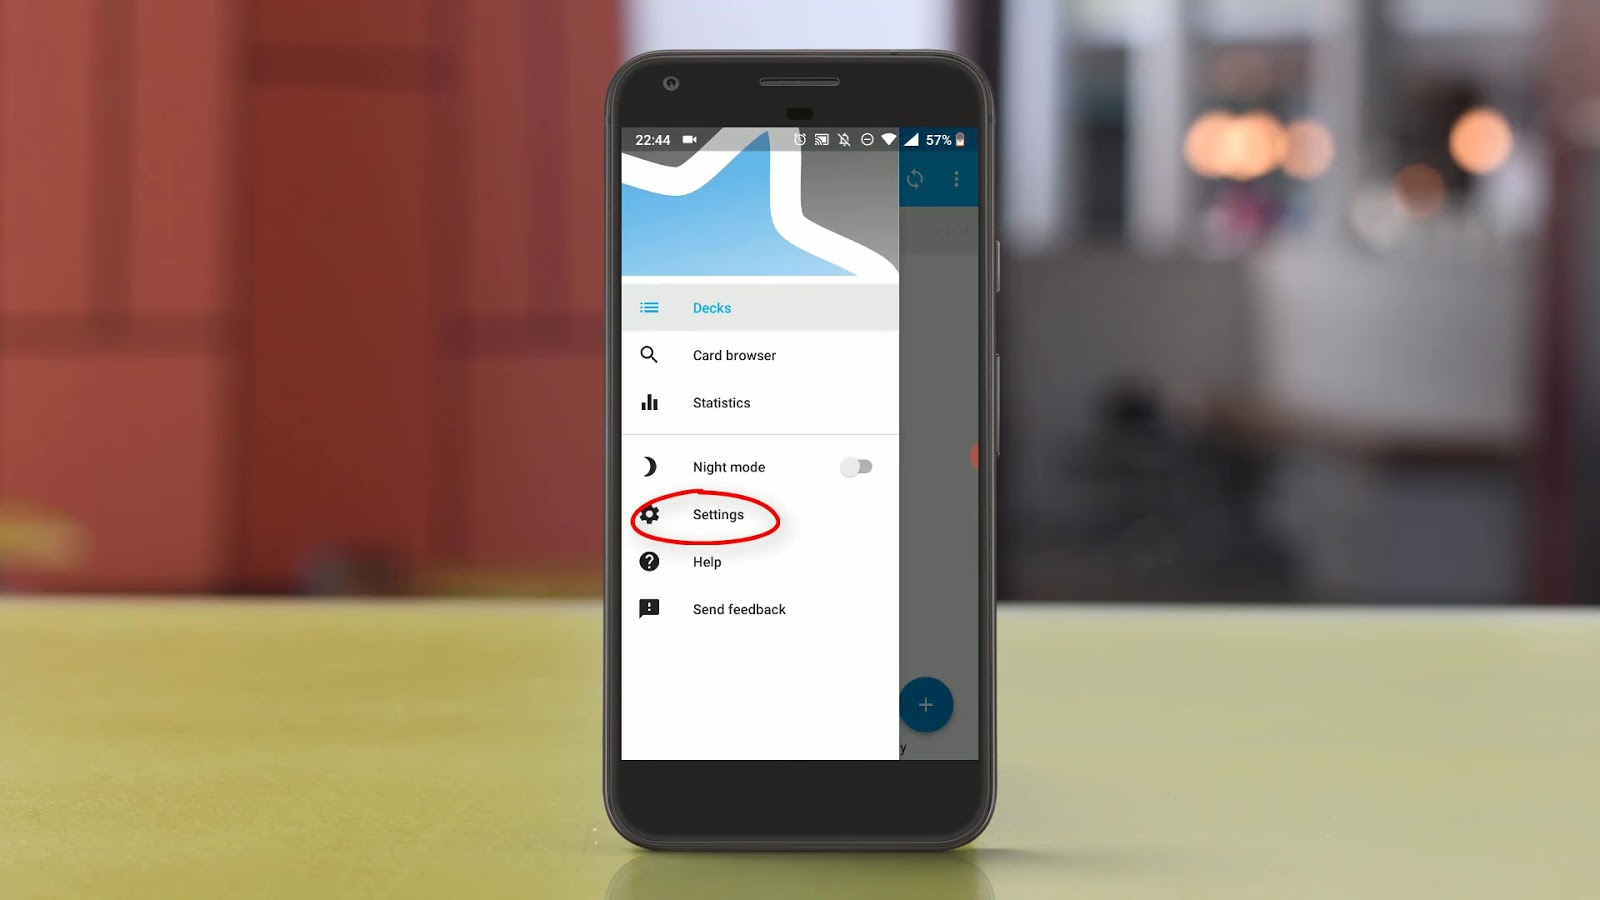 22:44 57%
Decks
Card browser
Statistics
Night mode
Settings
Help
Send feedback
y